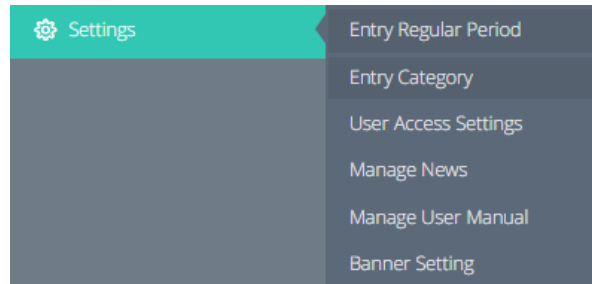 Settings
Entry Regular Period
Entry Category
User Access Settings
Manage News
Manage User Manual
Banner Setting